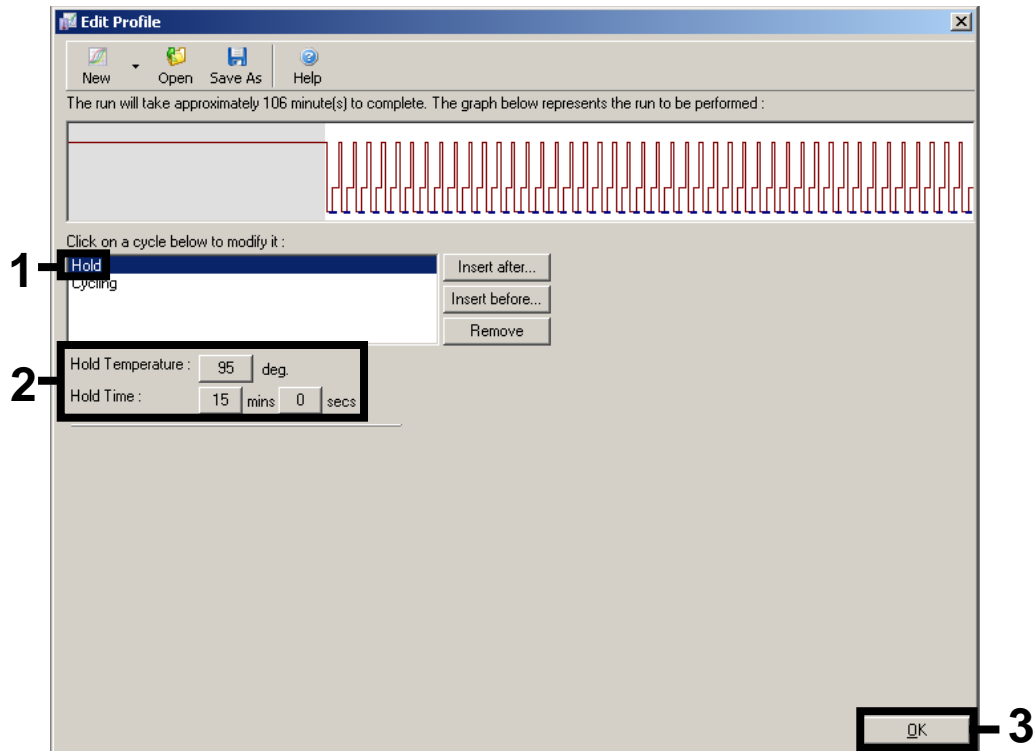 Edit Profile
New Open Save As Help
The run will take approximately 106 minute(s) to complete. The graph below represents the run to be performed :
Click on a cycle below to modify it :
1
Hold
Cycling
Insert after...
Insert before...
Remove
2
Hold Temperature : 95 deg.
Hold Time : 15 mins 0 secs
OK
3